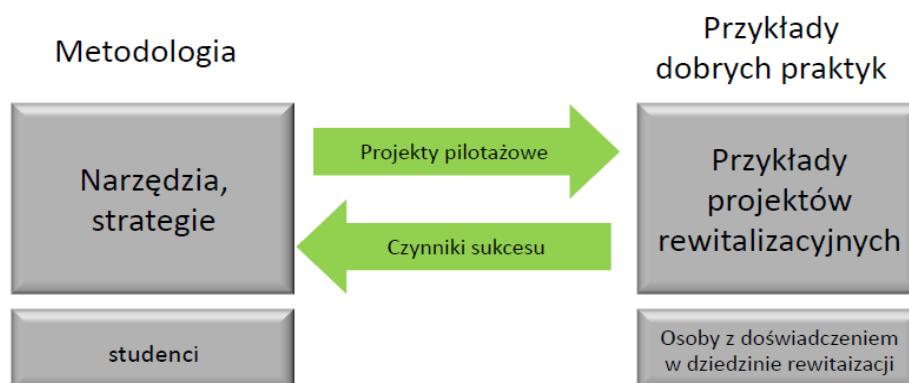 Metodologia
Przykłady
dobrych praktyk
Narzędzia,
strategie
Projekty pilotażowe
Czynniki sukcesu
Przykłady
projektów
rewitalizacyjnych
studenci
Osoby z doświadczeniem
w dziedzinie rewitaizacji